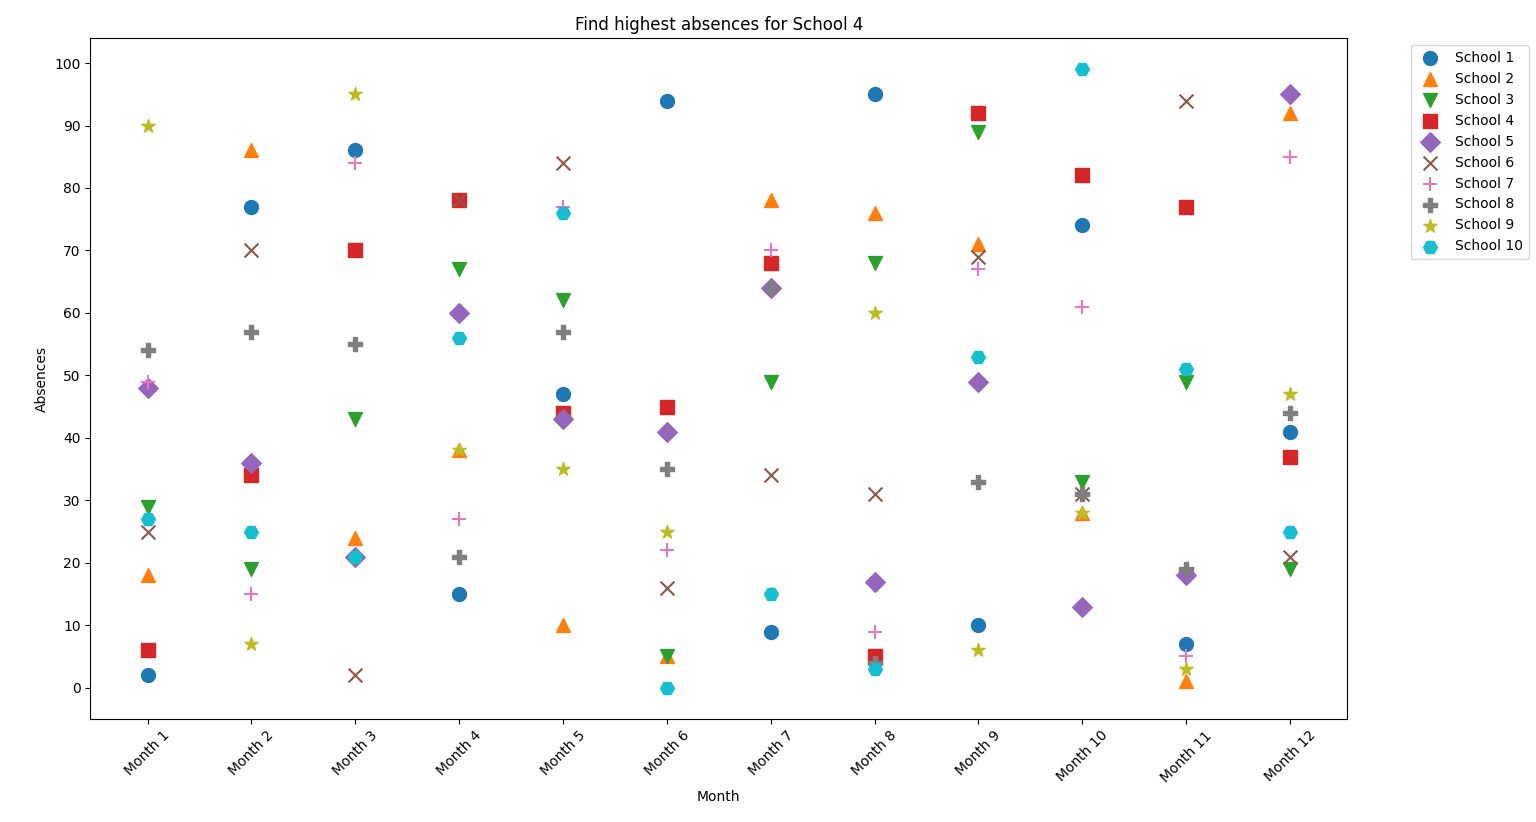 Find highest absences for School 4
Absences
100
90
80
70
60
50
40
30
20
10
0
Month 1
Month 2
Month 3
Month 4
Month 5
Month 6
Month 7
Month 8
Month 9
Month 10
Month 11
Month 12
Month
School 1
School 2
School 3
School 4
School 5
School 6
School 7
School 8
School 9
School 10